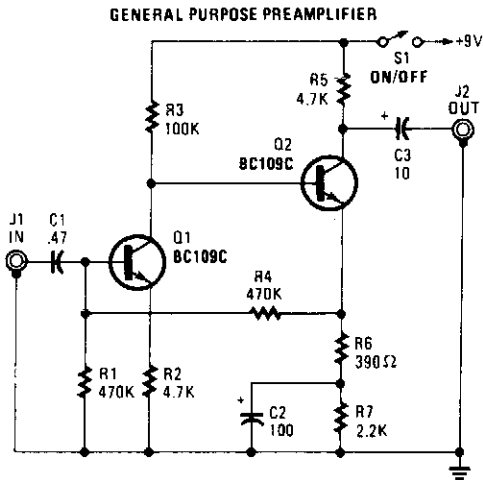 GENERAL PURPOSE PREAMPLIFIER
+9V
S1
ON/OFF
R5
4.7K
J2
OUT
R3
100K
+
C3
10
Q2
BC109C
J1
IN
C1
.47
Q1
BC109C
R4
470K
R6
390Ω
R1
470K
R2
4.7K
+
C2
100
R7
2.2K